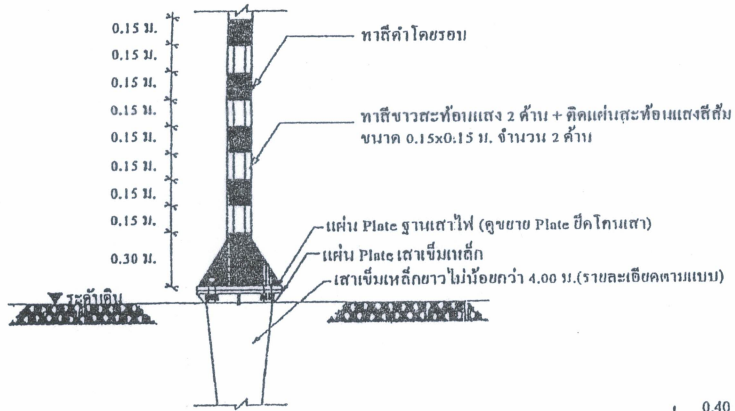 0.15 ม.
0.15 ม.
0.15 ม.
0.15 ม.
0.15 ม.
0.15 ม.
0.15 ม.
0.15 ม.
0.30 ม.
ทาสีดำโดยรอบ
ทาสีขาวสะท้อนแสง 2 ด้าน + ติดแผ่นสะท้อนแสงสีส้ม
ขนาด 0.15x0.15 ม. จำนวน 2 ด้าน
แผ่น Plate ฐานเสาไฟ (ดูขยาย Plate ยึดโคนเสา)
แผ่น Plate เสาเข็มเหล็ก
เสาเข็มเหล็กยาวไม่น้อยกว่า 4.00 ม.(รายละเอียดตามแบบ)
ระดับดิน
0.40